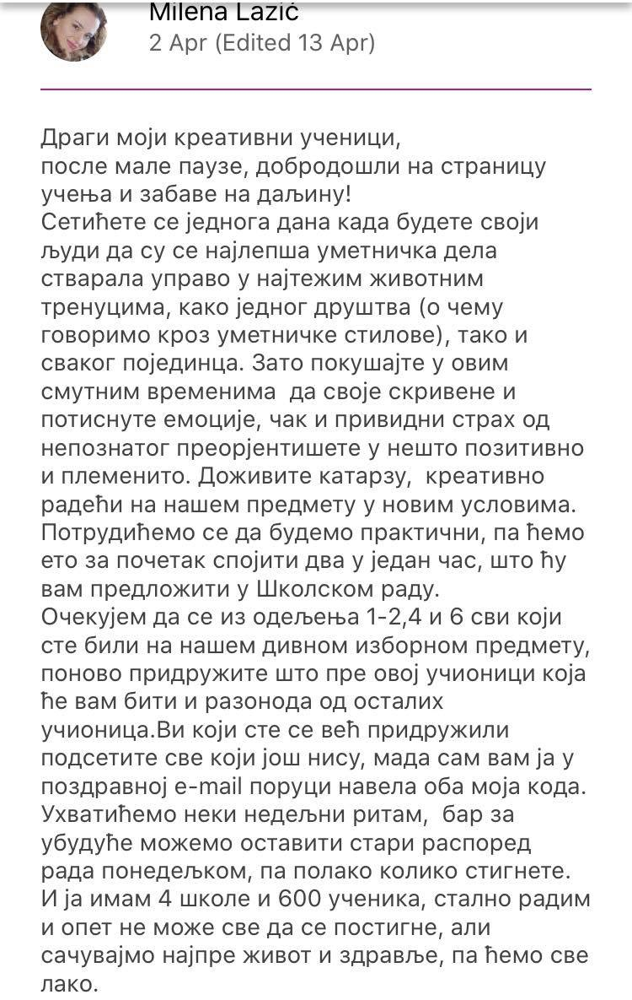 Milena Lazić
2 Apr (Edited 13 Apr)
Драги моји креативни ученици,
после мале паузе, добродошли на страницу
учења и забаве на даљину!
Сетићете се једнога дана када будете своји
људи да су се најлепша уметничка дела
стварала управо у најтежим животним
тренуцима, како једног друштва (о чему
говоримо кроз уметничке стилове), тако и
сваког појединца. Зато покушајте у овим
смутним временима  да своје скривене и
потиснуте емоције, чак и привидни страх од
непознатог преорјентишете у нешто позитивно
и племенито. Доживите катарзу,  креативно
радећи на нашем предмету у новим условима.
Потрудићемо се да будемо практични, па ћемо
ето за почетак спојити два у један час, што ћу
вам предложити у Школском раду.
Очекујем да се из одељења 1-2,4 и 6 сви који
сте били на нашем дивном изборном предмету,
поново придружите што пре овој учионици која
ће вам бити и разонода од осталих
учионица.Ви који сте се већ придружили
подсетите све који још нису, мада сам вам ја у
поздравној e-mail поруци навела оба моја кода.
Ухватићемо неки недељни ритам,  бар за
убудуће можемо оставити стари распоред
рада понедељком, па полако колико стигнете.
И ја имам 4 школе и 600 ученика, стално радим
и опет не може све да се постигне, али
сачувајмо најпре живот и здравље, па ћемо све
лако.